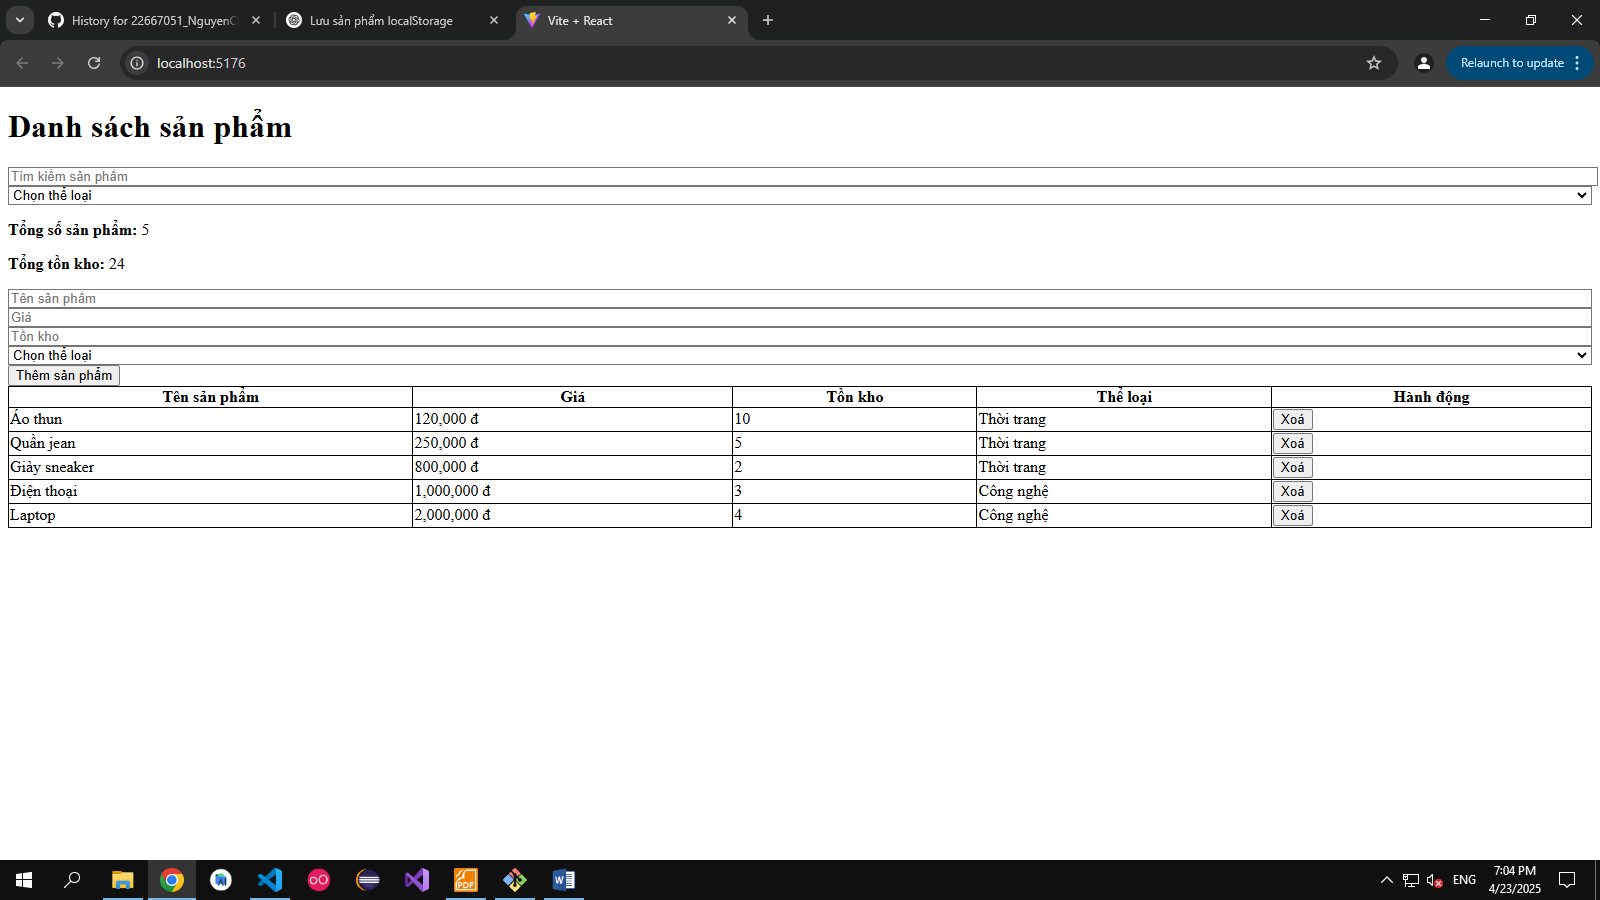 History for 22667051_NguyenC
Lưu sản phẩm localStorage
Vite + React
localhost:5176
Relaunch to update
Danh sách sản phẩm
Tìm kiếm sản phẩm
Chọn thể loại
Tổng số sản phẩm: 5
Tổng tồn kho: 24
Tên sản phẩm
Giá
Tồn kho
Chọn thể loại
Thêm sản phẩm
Tên sản phẩm Giá Tồn kho Thể loại Hành động
Áo thun 120,000 đ 10 Thời trang Xoá
Quần jean 250,000 đ 5 Thời trang Xoá
Giày sneaker 800,000 đ 2 Thời trang Xoá
Điện thoại 1,000,000 đ 3 Công nghệ Xoá
Laptop 2,000,000 đ 4 Công nghệ Xoá
PDF
ENG
7:04 PM
4/23/2025